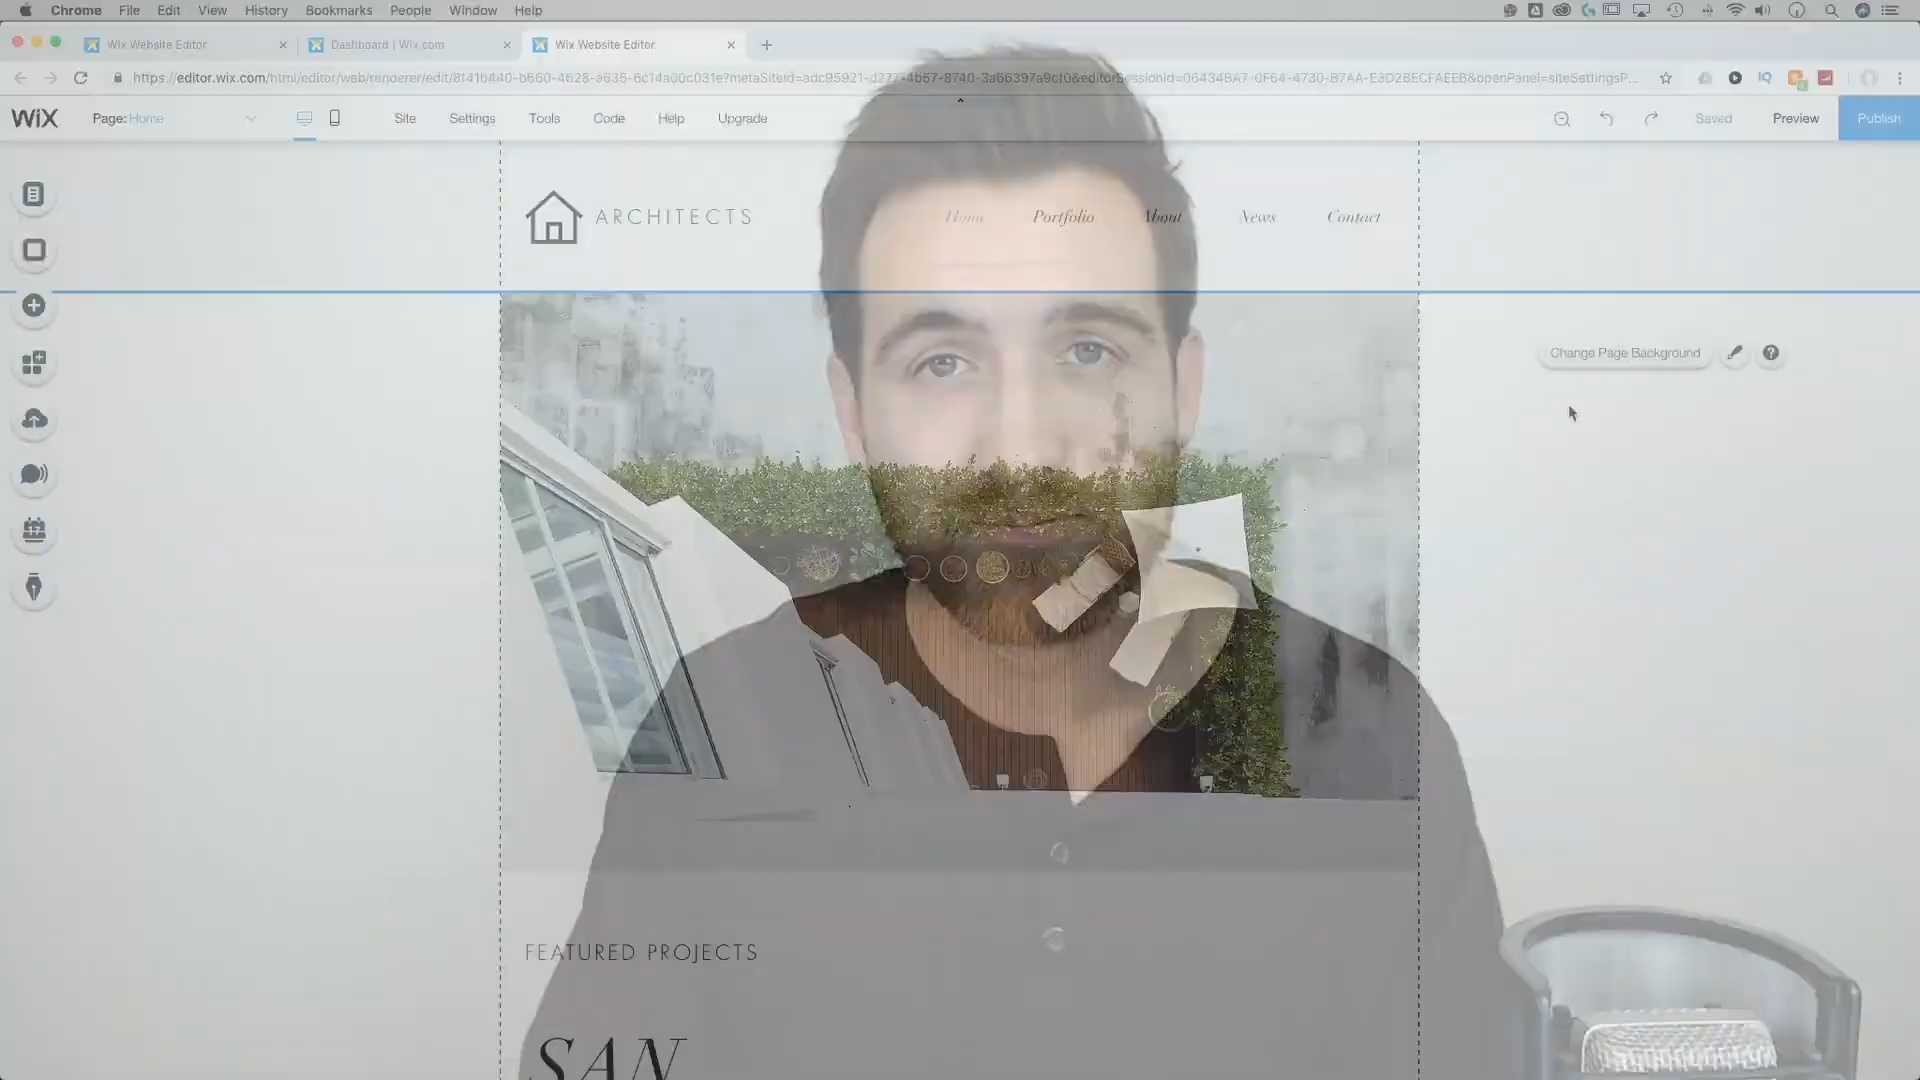 Chrome File Edit View History Bookmarks People Window Help
Wix Website Editor Dashboard | Wix.com Wix Website Editor
WiX Page: Home Site Settings Tools Code Help Upgrade Saved Preview Publish
ARCHITECTS Home Portfolio About News Contact
Change Page Background
17
FEATURED PROJECTS
SAN